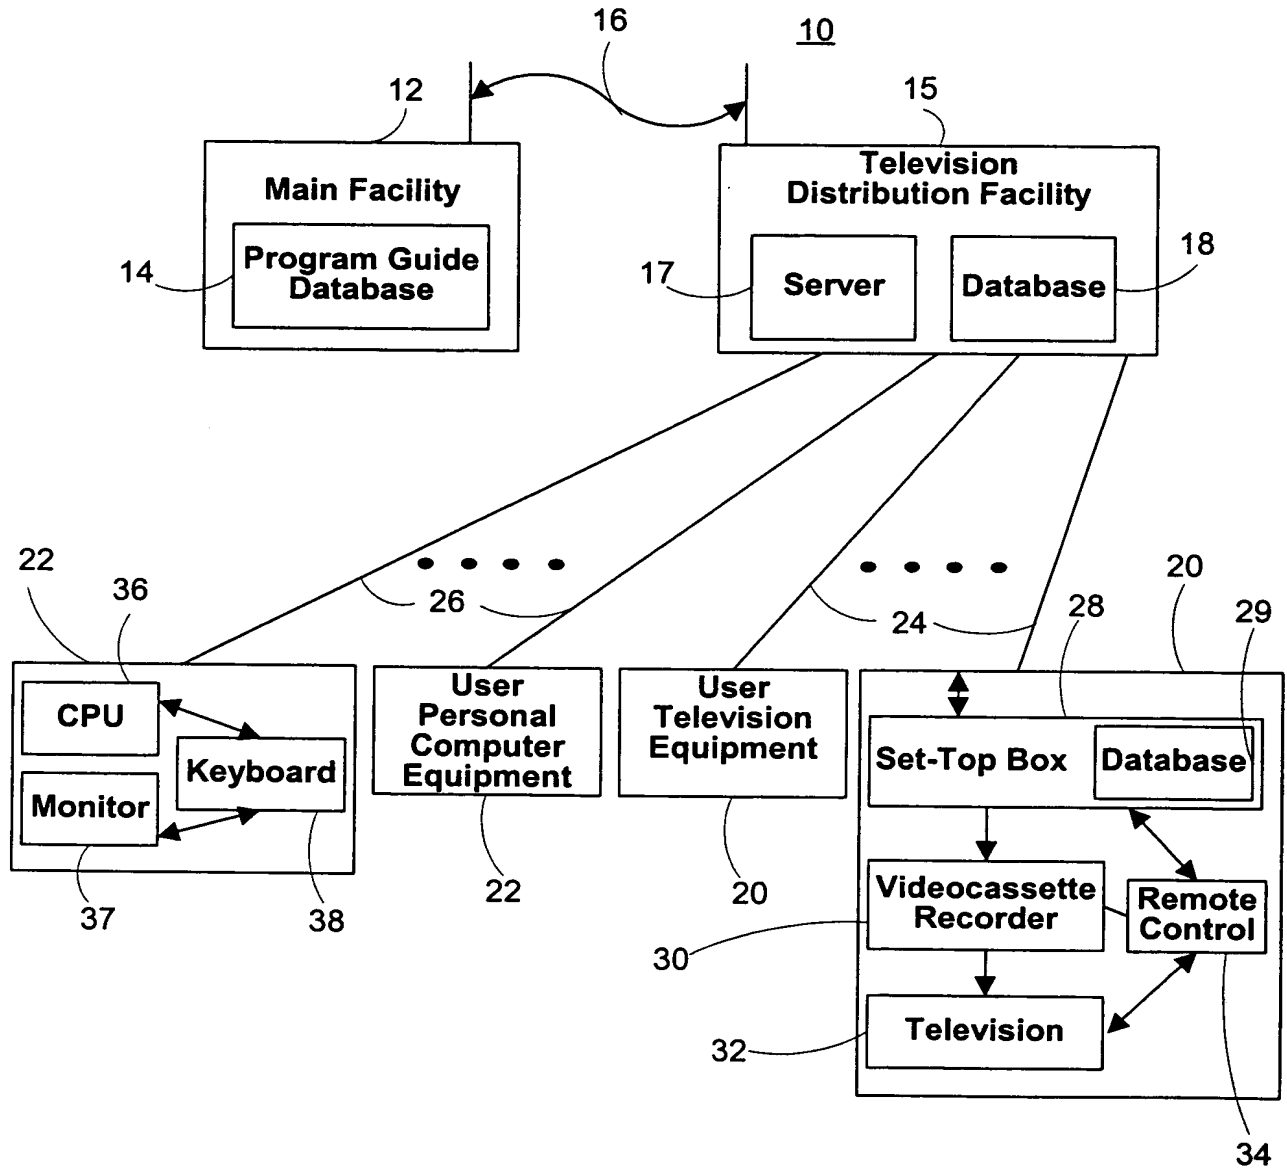 16
10
12
15
Main Facility
Television
Distribution Facility
14
Program Guide
Database
17
Server
Database
18
22
36
26
24
28
20
29
CPU
Keyboard
Monitor
37
38
User
Personal
Computer
Equipment
22
User
Television
Equipment
20
Set-Top Box
Database
Videocassette
Recorder
Remote
Control
30
Television
32
34